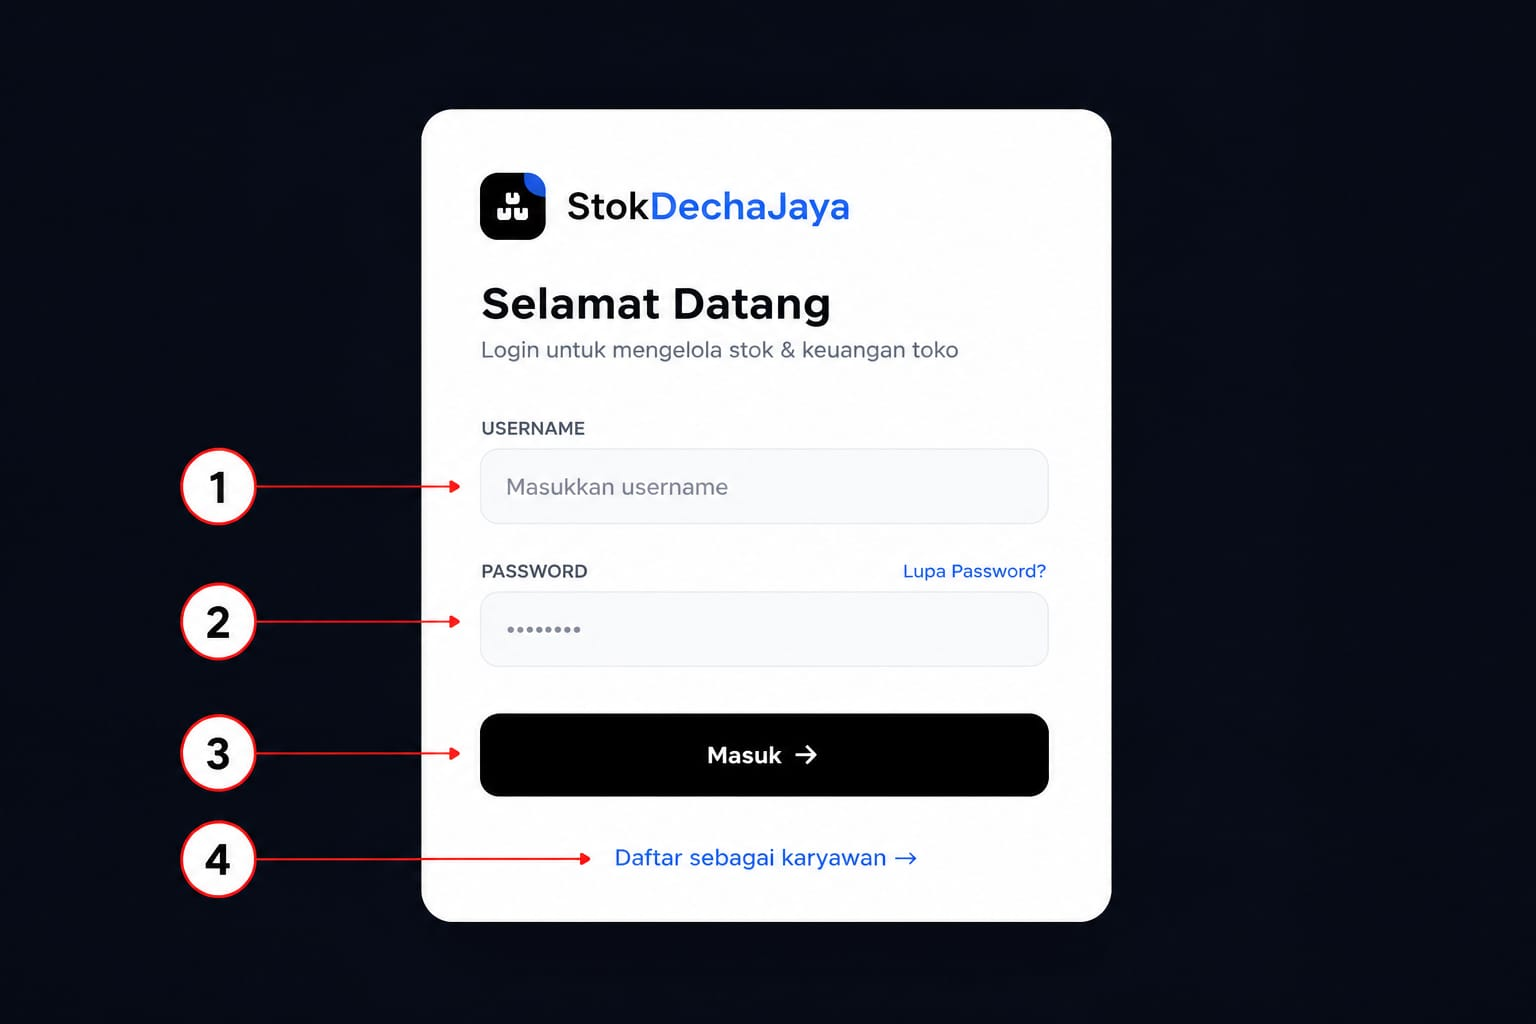 StokDechaJaya
Selamat Datang
Login untuk mengelola stok & keuangan toko
USERNAME
1
Masukkan username
PASSWORD
Lupa Password?
2
••••••••
3
Masuk →
4
Daftar sebagai karyawan →